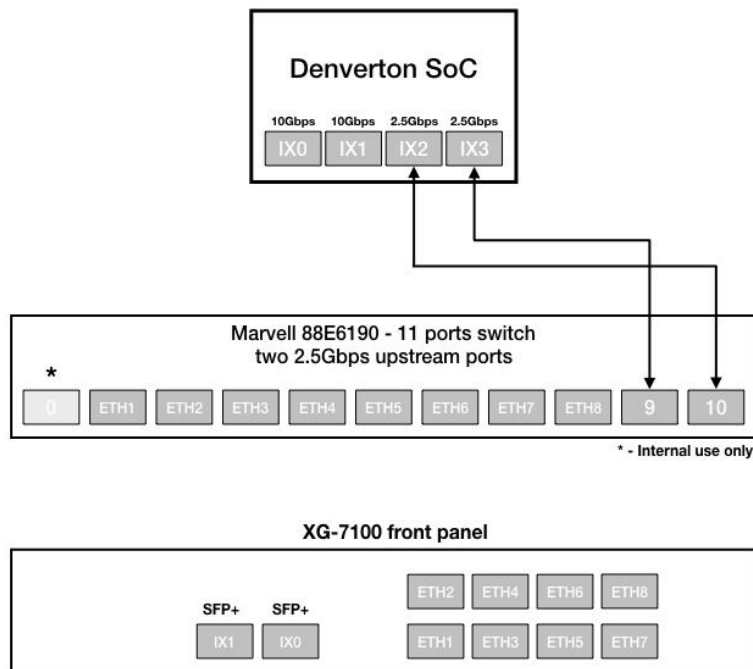 Denverton SoC
10Gbps 10Gbps 2.5Gbps 2.5Gbps
IX0 IX1 IX2 IX3
Marvell 88E6190 - 11 ports switch
two 2.5Gbps upstream ports
*
0 ETH1 ETH2 ETH3 ETH4 ETH5 ETH6 ETH7 ETH8 9 10
* - Internal use only
XG-7100 front panel
ETH2 ETH4 ETH6 ETH8
SFP+ SFP+
IX1 IX0 ETH1 ETH3 ETH5 ETH7